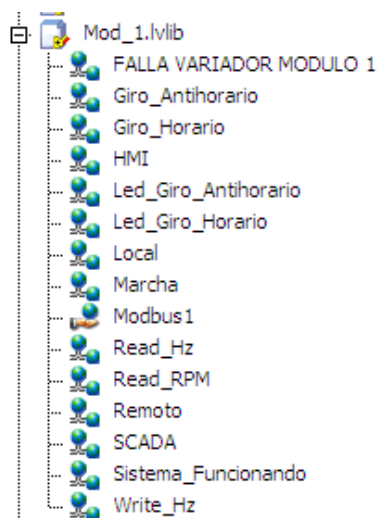 Mod_1.lvlib
FALLA VARIADOR MODULO 1
Giro_Antihorario
Giro_Horario
HMI
Led_Giro_Antihorario
Led_Giro_Horario
Local
Marcha
Modbus1
Read_Hz
Read_RPM
Remoto
SCADA
Sistema_Funcionando
Write_Hz